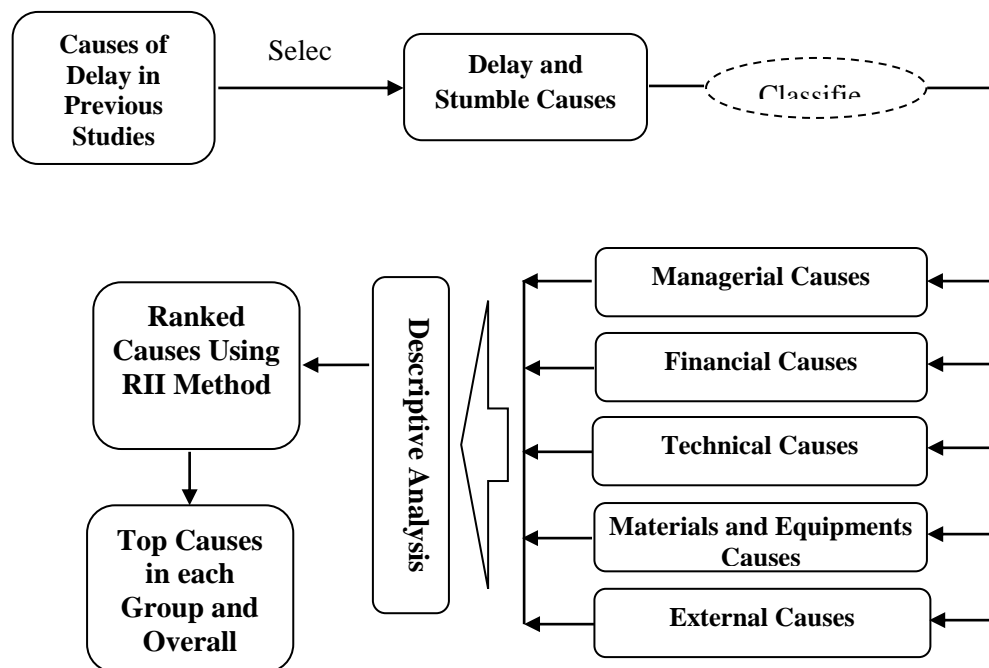 Causes of
Delay in
Previous
Studies
Selec
Delay and
Stumble Causes
Classifie
Managerial Causes
Financial Causes
Technical Causes
Materials and Equipments
Causes
External Causes
Descriptive Analysis
Ranked
Causes Using
RII Method
Top Causes
in each
Group and
Overall